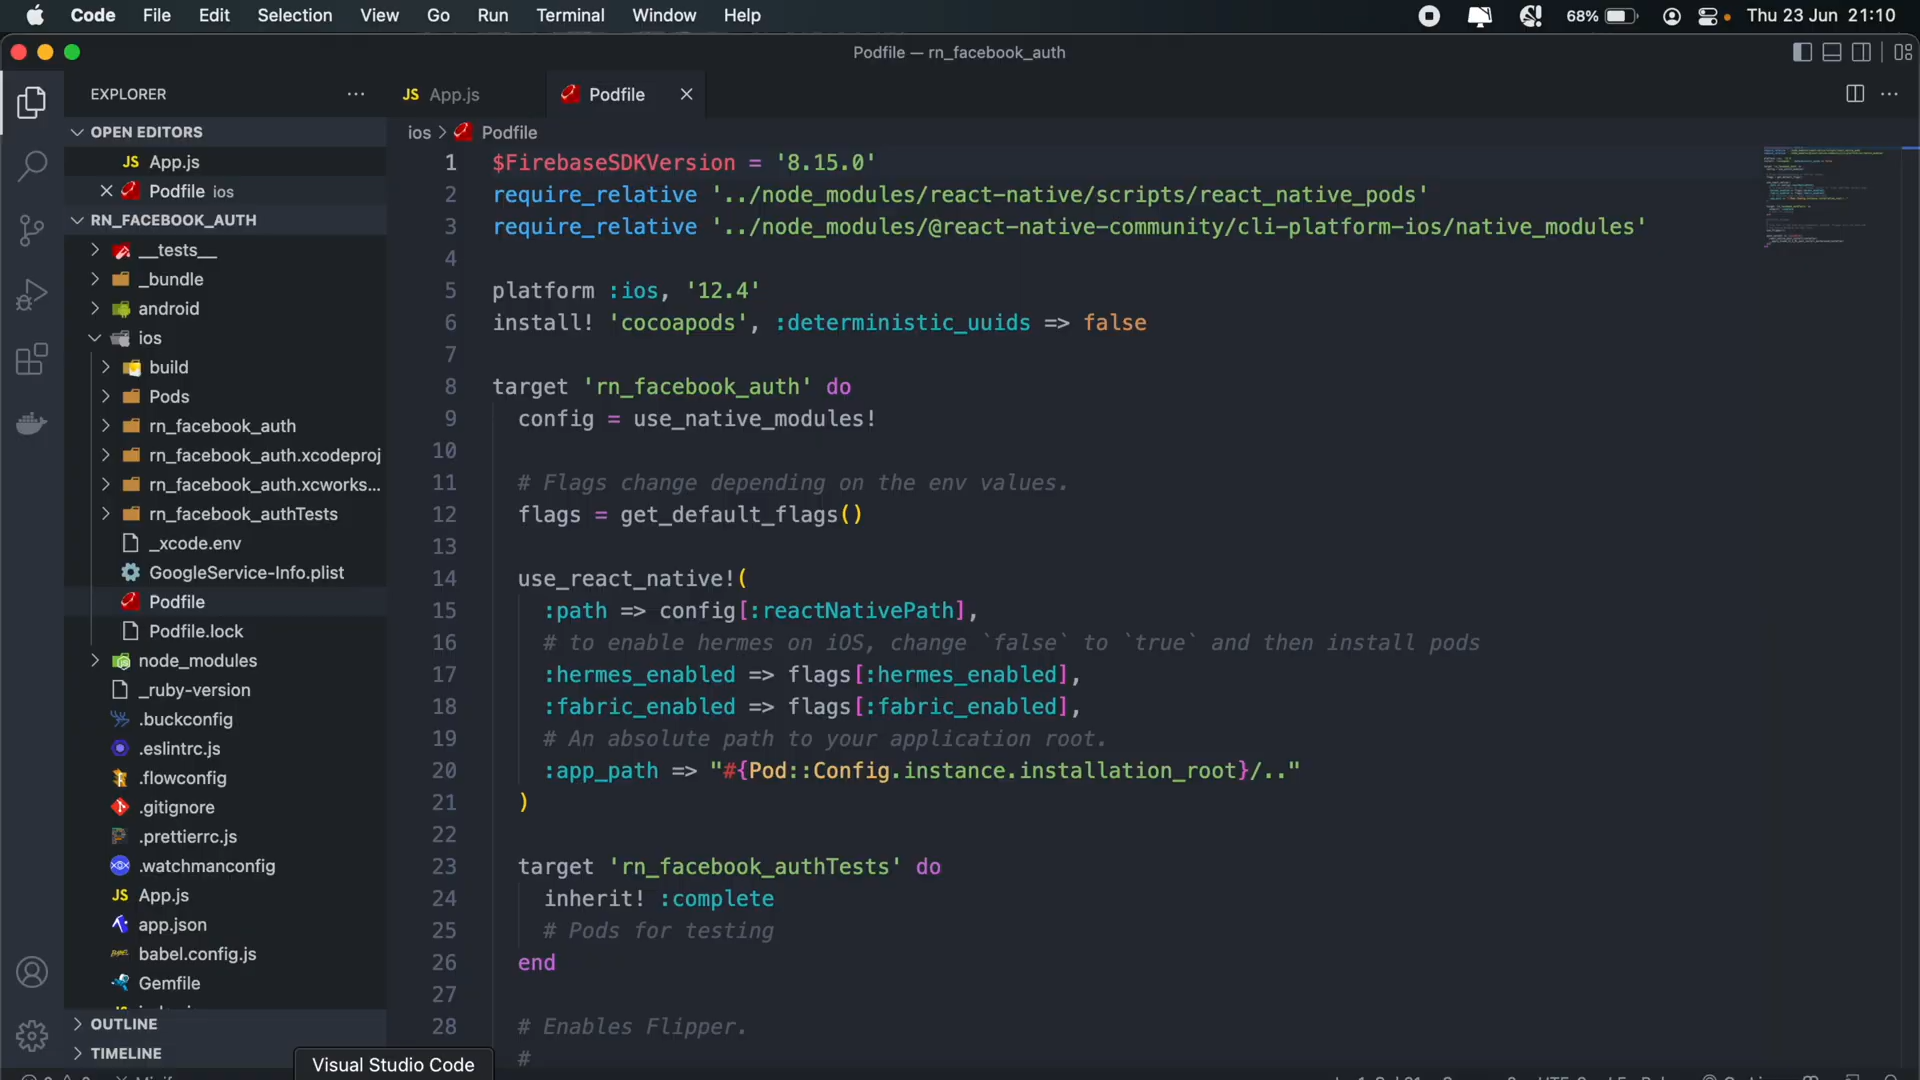 Code File Edit Selection View Go Run Terminal Window Help 68% Thu 23 Jun 21:10
Podfile — rn_facebook_auth
EXPLORER ···
JS App.js
Podfile
OPEN EDITORS
JS App.js
Podfile ios
RN_FACEBOOK_AUTH
__tests__
_bundle
android
ios
build
Pods
rn_facebook_auth
rn_facebook_auth.xcodeproj
rn_facebook_auth.xcworks...
rn_facebook_authTests
_xcode.env
GoogleService-Info.plist
Podfile
Podfile.lock
node_modules
_ruby-version
.buckconfig
.eslintrc.js
.flowconfig
.gitignore
.prettierrc.js
.watchmanconfig
JS App.js
app.json
babel.config.js
Gemfile
OUTLINE
TIMELINE
Visual Studio Code
ios > Podfile
1 $FirebaseSDKVersion = '8.15.0'
2 require_relative '../node_modules/react-native/scripts/react_native_pods'
3 require_relative '../node_modules/@react-native-community/cli-platform-ios/native_modules'
4
5 platform :ios, '12.4'
6 install! 'cocoapods', :deterministic_uuids => false
7
8 target 'rn_facebook_auth' do
9 config = use_native_modules!
10
11 # Flags change depending on the env values.
12 flags = get_default_flags()
13
14 use_react_native!(
15 :path => config[:reactNativePath],
16 # to enable hermes on iOS, change `false` to `true` and then install pods
17 :hermes_enabled => flags[:hermes_enabled],
18 :fabric_enabled => flags[:fabric_enabled],
19 # An absolute path to your application root.
20 :app_path => "#{Pod::Config.instance.installation_root}/.."
21 )
22
23 target 'rn_facebook_authTests' do
24 inherit! :complete
25 # Pods for testing
26 end
27
28 # Enables Flipper.
#